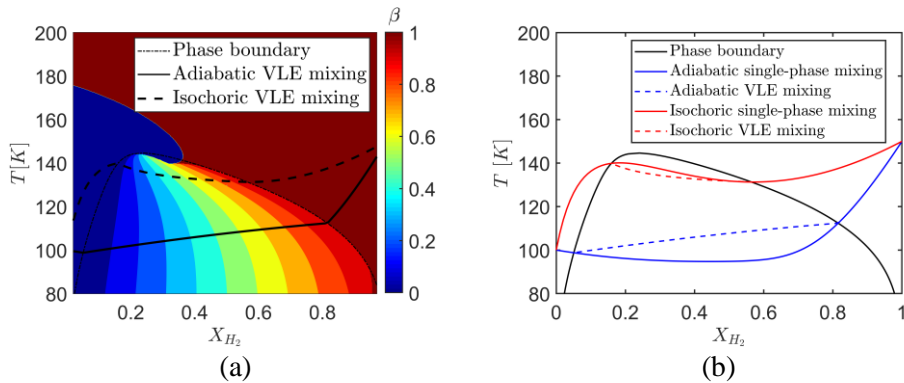 β
200
180
160
140
120
100
80
T[K]
Phase boundary
Adiabatic VLE mixing
Isochoric VLE mixing
0.2 0.4 0.6 0.8
X_{H_2}
1
0.8
0.6
0.4
0.2
0
(a)
200
180
160
140
120
100
80
T [K]
Phase boundary
Adiabatic single-phase mixing
Adiabatic VLE mixing
Isochoric single-phase mixing
Isochoric VLE mixing
0 0.2 0.4 0.6 0.8 1
X_{H_2}
(b)